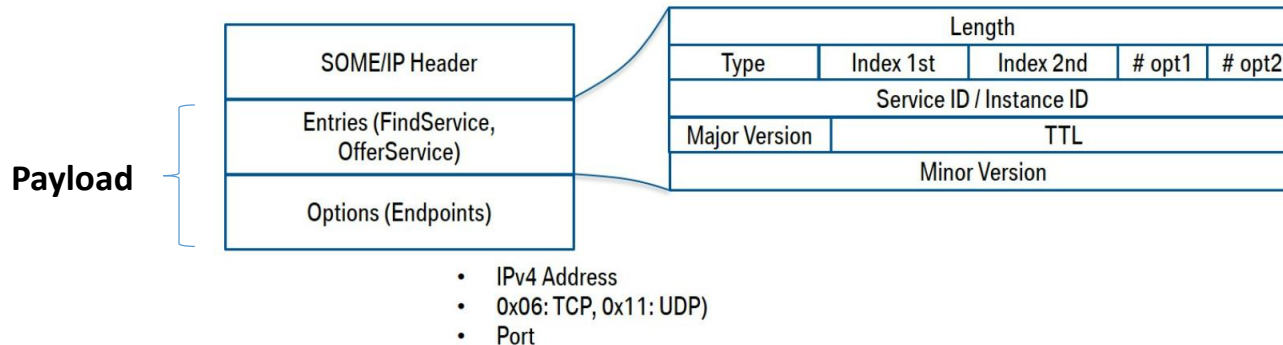 SOME/IP Header
Entries (FindService,
OfferService)
Options (Endpoints)
Payload
Length
Type Index 1st Index 2nd # opt1 # opt2
Service ID / Instance ID
Major Version TTL
Minor Version
• IPv4 Address
• 0x06: TCP, 0x11: UDP)
• Port